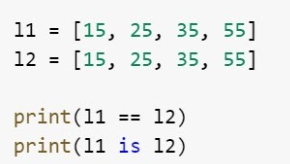 l1 = [15, 25, 35, 55]
l2 = [15, 25, 35, 55]
print(l1 == l2)
print(l1 is l2)